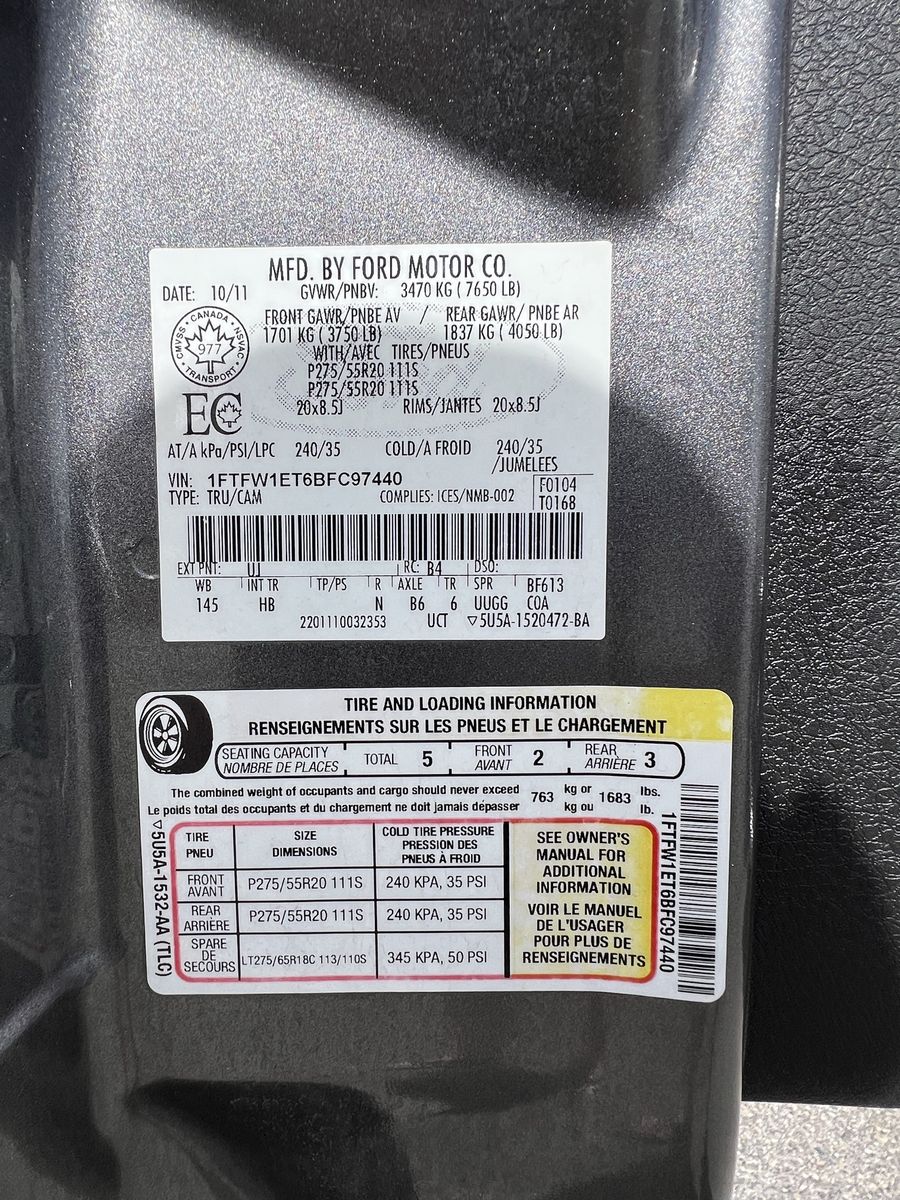 MFD. BY FORD MOTOR CO.
DATE: 10/11 GVWR/PNBV: 3470 KG ( 7650 LB)
FRONT GAWR/PNBE AV / REAR GAWR/ PNBE AR
1701 KG ( 3750 LB) 1837 KG ( 4050 LB)
WITH/AVEC TIRES/PNEUS
P275/55R20 111S
P275/55R20 111S
20x8.5J RIMS/JANTES 20x8.5J
CANADA
CMVSS • NSVAC
977
TRANSPORT
EC
AT/A kPa/PSI/LPC 240/35 COLD/A FROID 240/35
/JUMELEES
VIN: 1FTFW1ET6BFC97440 F0104
TYPE: TRU/CAM COMPLIES: ICES/NMB-002 T0168
EXT PNT: UJ RC: B4 DSO:
WB INT TR TP/PS R AXLE TR SPR BF613
145 HB N B6 6 UUGG COA
2201110032353 UCT ▽5U5A-1520472-BA
TIRE AND LOADING INFORMATION
RENSEIGNEMENTS SUR LES PNEUS ET LE CHARGEMENT
SEATING CAPACITY TOTAL 5 FRONT 2 REAR 3
NOMBRE DE PLACES AVANT ARRIÈRE
The combined weight of occupants and cargo should never exceed 763 kg or 1683 lbs.
Le poids total des occupants et du chargement ne doit jamais dépasser kg ou lb.
TIRE SIZE COLD TIRE PRESSURE
PNEU DIMENSIONS PRESSION DES
PNEUS À FROID
FRONT P275/55R20 111S 240 KPA, 35 PSI
AVANT
REAR P275/55R20 111S 240 KPA, 35 PSI
ARRIÈRE
SPARE
DE LT275/65R18C 113/110S 345 KPA, 50 PSI
SECOURS
SEE OWNER'S
MANUAL FOR
ADDITIONAL
INFORMATION
VOIR LE MANUEL
DE L'USAGER
POUR PLUS DE
RENSEIGNEMENTS
▽5U5A-1532-AA (TLC)
1FTFW1ET6BFC97440